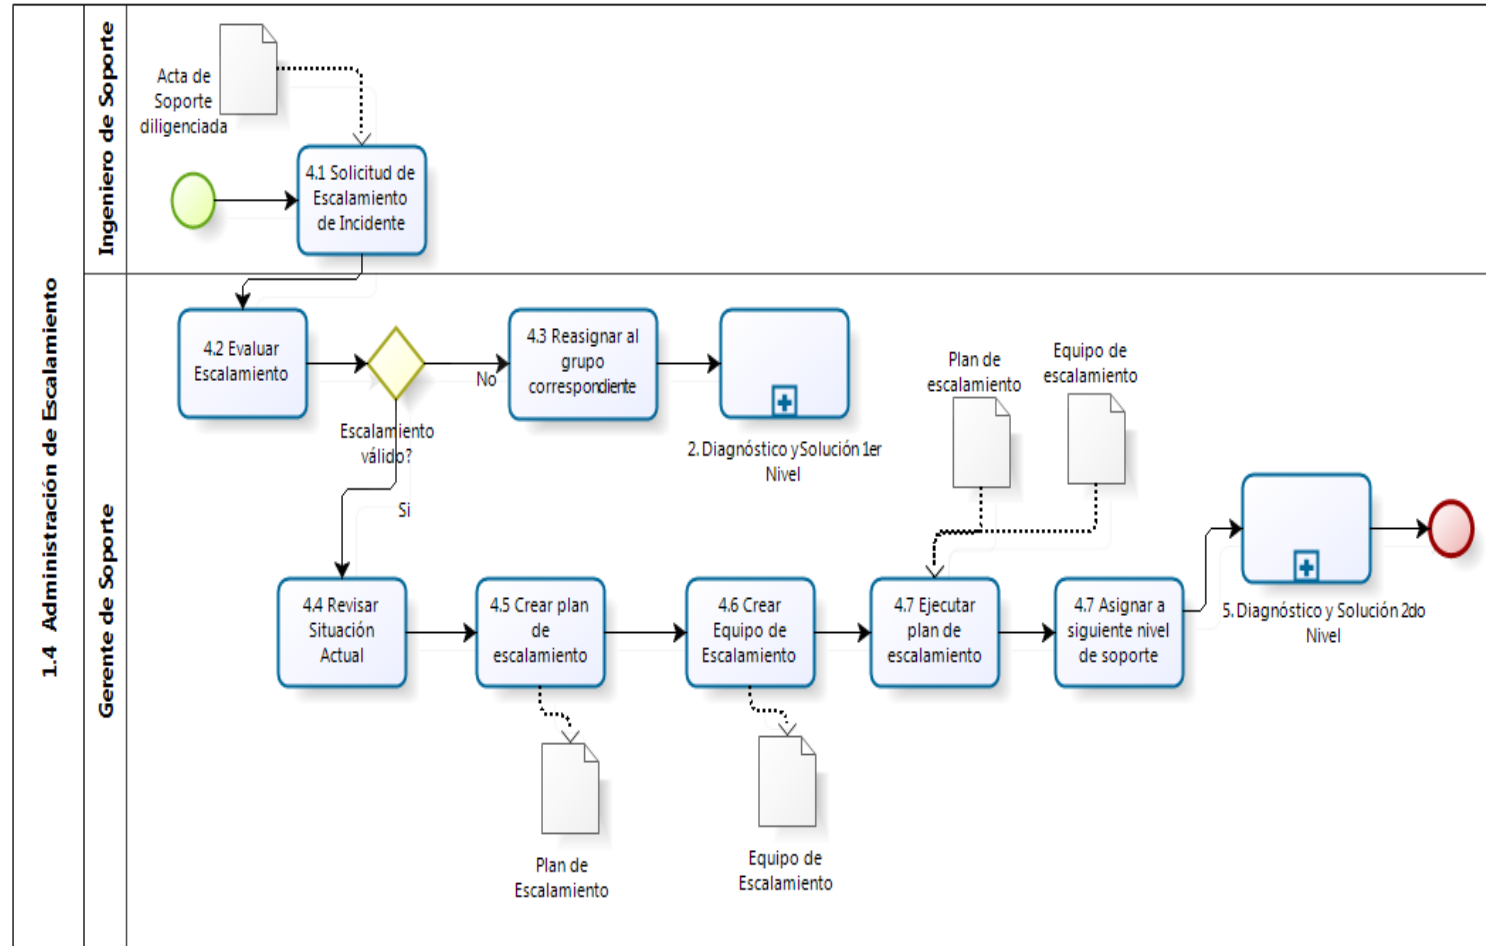 1.4 Administración de Escalamiento
Ingeniero de Soporte
Acta de
Soporte
diligenciada
4.1 Solicitud de
Escalamiento
de Incidente
Gerente de Soporte
4.2 Evaluar
Escalamiento
Escalamiento
válido?
No
Si
4.3 Reasignar al
grupo
correspondiente
2. Diagnóstico y Solución 1er
Nivel
Plan de
escalamiento
Equipo de
escalamiento
4.4 Revisar
Situación
Actual
4.5 Crear plan
de
escalamiento
4.6 Crear
Equipo de
Escalamiento
4.7 Ejecutar
plan de
escalamiento
4.7 Asignar a
siguiente nivel
de soporte
5. Diagnóstico y Solución 2do
Nivel
Plan de
Escalamiento
Equipo de
Escalamiento